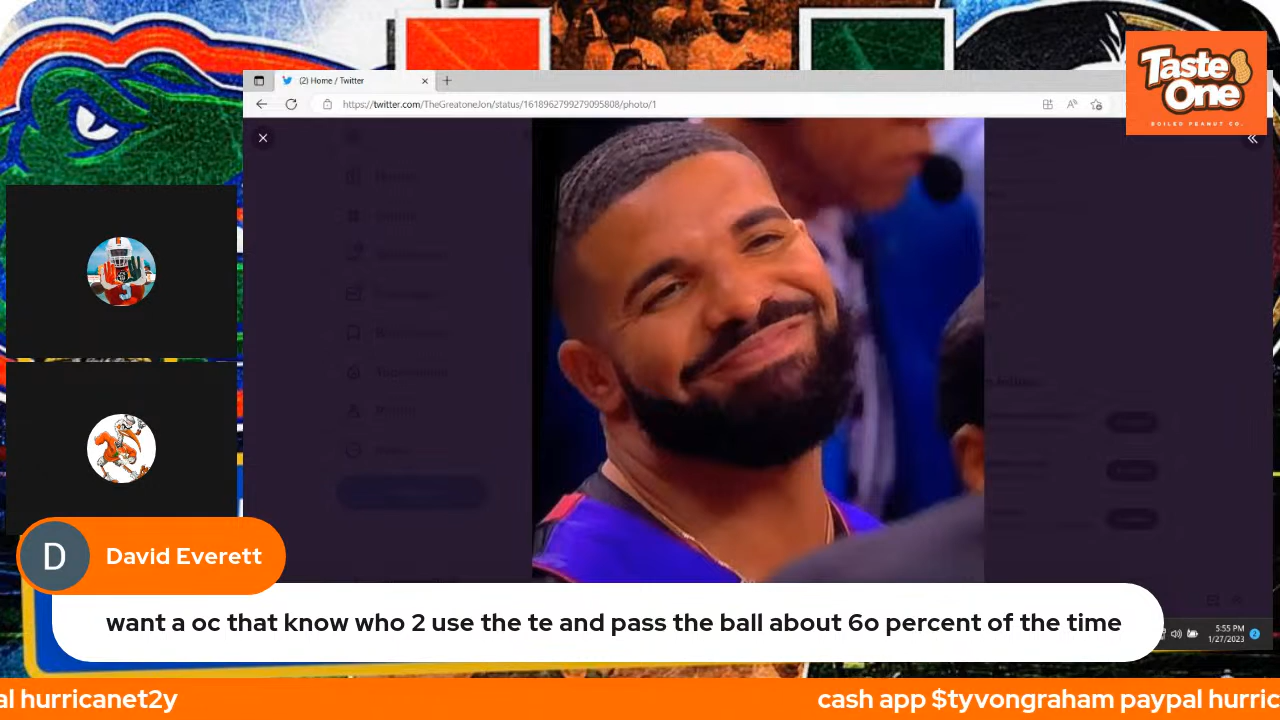 (2) Home / Twitter
https://twitter.com/TheGreatoneJon/status/1618962799279095808/photo/1
Taste
One
BOILED PEANUT CO.
D
David Everett
want a oc that know who 2 use the te and pass the ball about 60 percent of the time
5:55 PM
1/27/2023
2
al hurricanet2y
cash app $tyvongraham paypal hurric